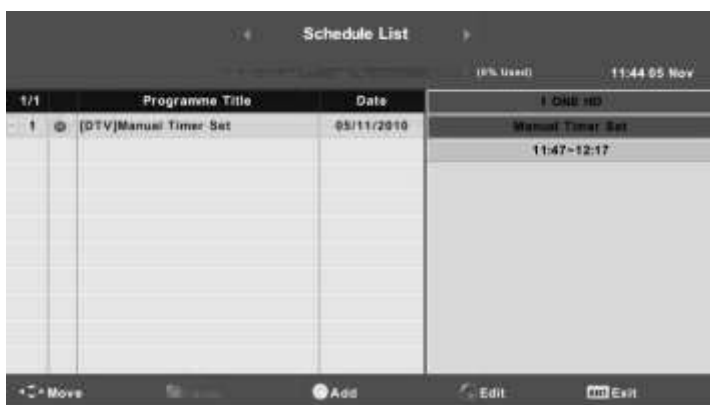 Schedule List
(0% Used) 11:44 05 Nov
1/1 Programme Title Date 1 ONE HD
1 [DTV]Manual Timer Set 05/11/2010 Manual Timer Set
11:47~12:17
Move Add Edit EXIT Exit